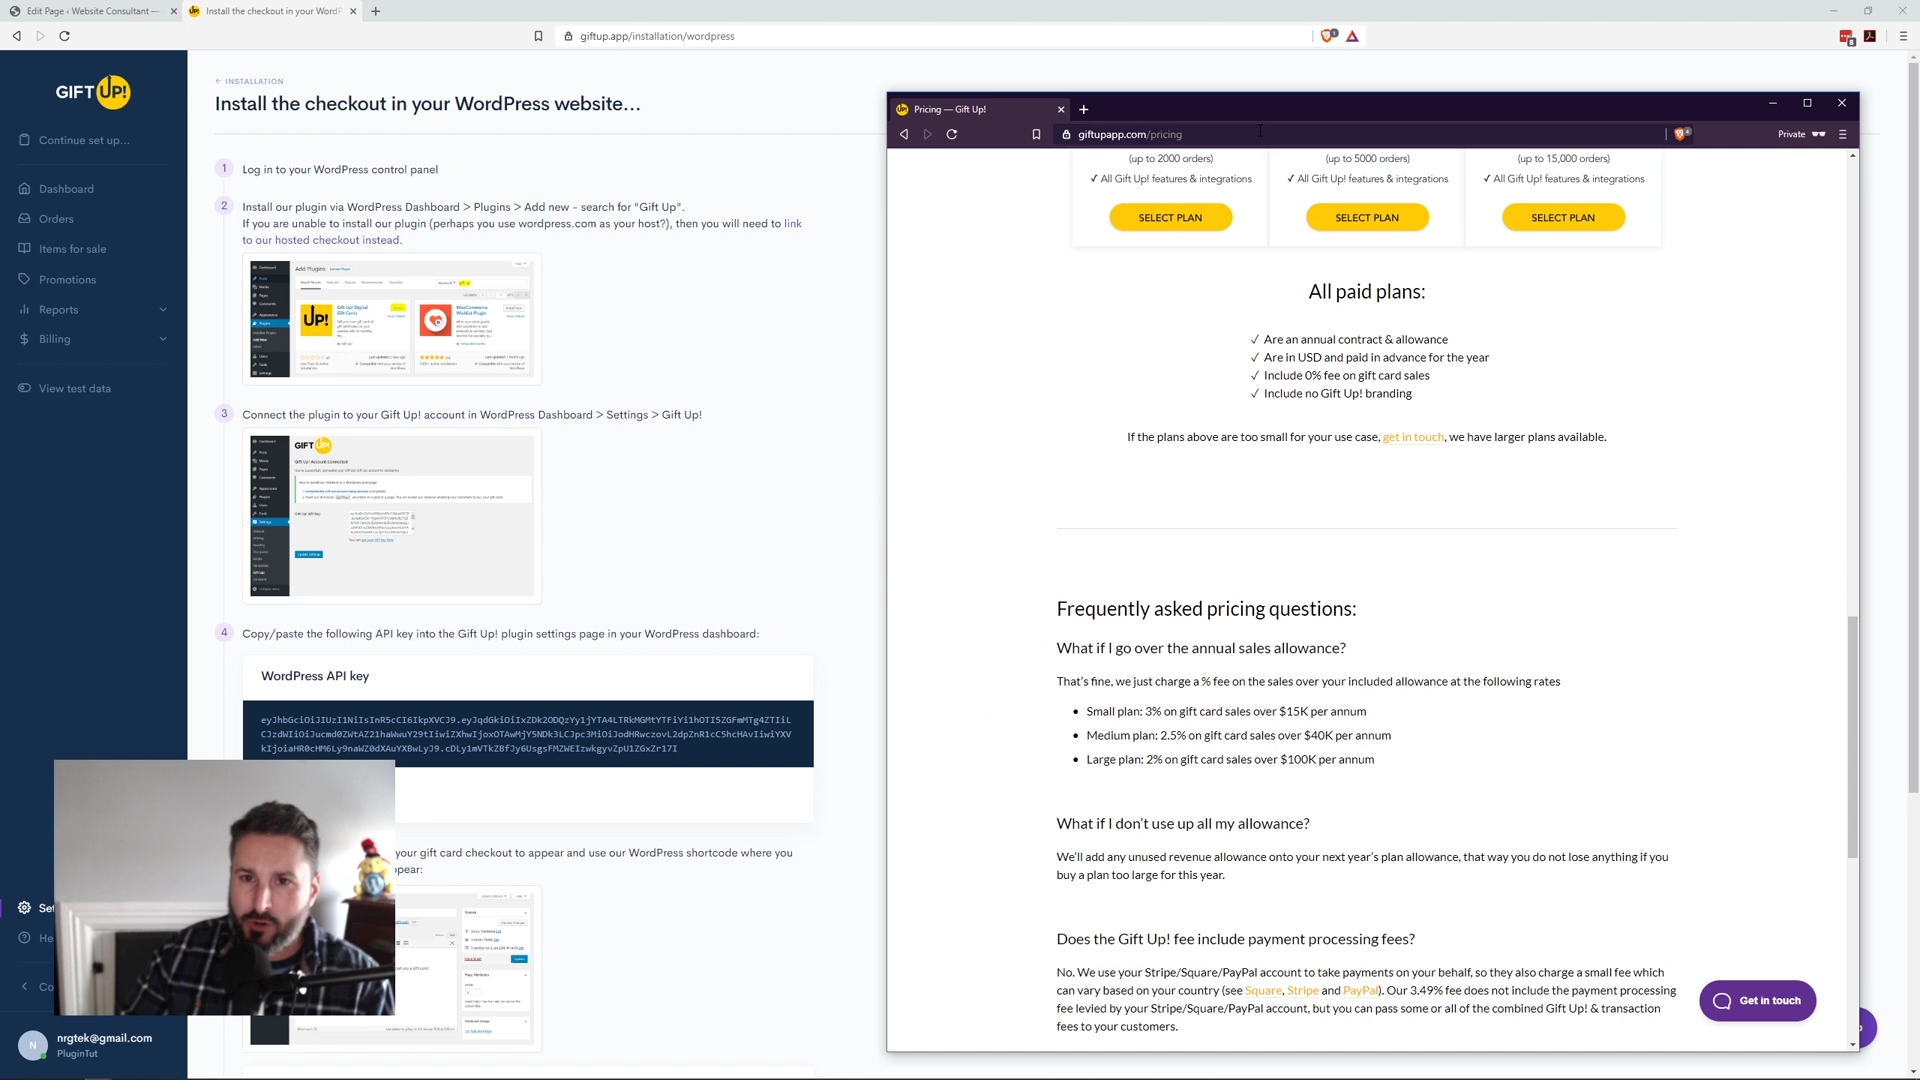 Edit Page ‹ Website Consultant —
Install the checkout in your WordP
giftup.app/installation/wordpress
GIFT UP!
Continue set up...
Dashboard
Orders
Items for sale
Promotions
Reports
Billing
View test data
nrgtek@gmail.com
PluginTut
N
← INSTALLATION
Install the checkout in your WordPress website...
1 Log in to your WordPress control panel
2 Install our plugin via WordPress Dashboard > Plugins > Add new - search for "Gift Up".
If you are unable to install our plugin (perhaps you use wordpress.com as your host?), then you will need to link
to our hosted checkout instead.
3 Connect the plugin to your Gift Up! account in WordPress Dashboard > Settings > Gift Up!
4 Copy/paste the following API key into the Gift Up! plugin settings page in your WordPress dashboard:
WordPress API key
your gift card checkout to appear and use our WordPress shortcode where you
pear:
Pricing — Gift Up!
giftupapp.com/pricing
Private
(up to 2000 orders)
(up to 5000 orders)
(up to 15,000 orders)
✓ All Gift Up! features & integrations
✓ All Gift Up! features & integrations
✓ All Gift Up! features & integrations
SELECT PLAN
SELECT PLAN
SELECT PLAN
All paid plans:
✓ Are an annual contract & allowance
✓ Are in USD and paid in advance for the year
✓ Include 0% fee on gift card sales
✓ Include no Gift Up! branding
If the plans above are too small for your use case, get in touch, we have larger plans available.
Frequently asked pricing questions:
What if I go over the annual sales allowance?
That's fine, we just charge a % fee on the sales over your included allowance at the following rates
• Small plan: 3% on gift card sales over $15K per annum
• Medium plan: 2.5% on gift card sales over $40K per annum
• Large plan: 2% on gift card sales over $100K per annum
What if I don't use up all my allowance?
We'll add any unused revenue allowance onto your next year's plan allowance, that way you do not lose anything if you
buy a plan too large for this year.
Does the Gift Up! fee include payment processing fees?
No. We use your Stripe/Square/PayPal account to take payments on your behalf, so they also charge a small fee which
can vary based on your country (see Square, Stripe and PayPal). Our 3.49% fee does not include the payment processing
fee levied by your Stripe/Square/PayPal account, but you can pass some or all of the combined Gift Up! & transaction
fees to your customers.
Get in touch